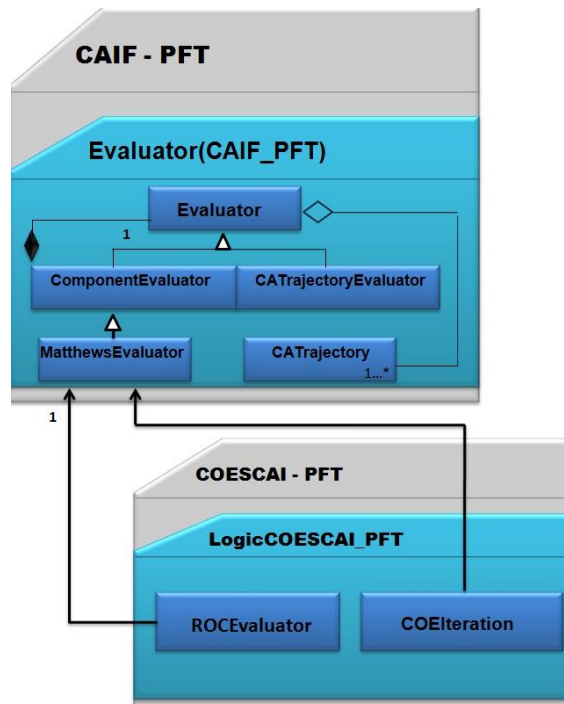 CAIF - PFT
Evaluator(CAIF_PFT)
Evaluator
1
ComponentEvaluator
CATrajectoryEvaluator
MatthewsEvaluator
CATrajectory
1...*
1
COESCAI - PFT
LogicCOESCAI_PFT
ROCEvaluator
COEIteration